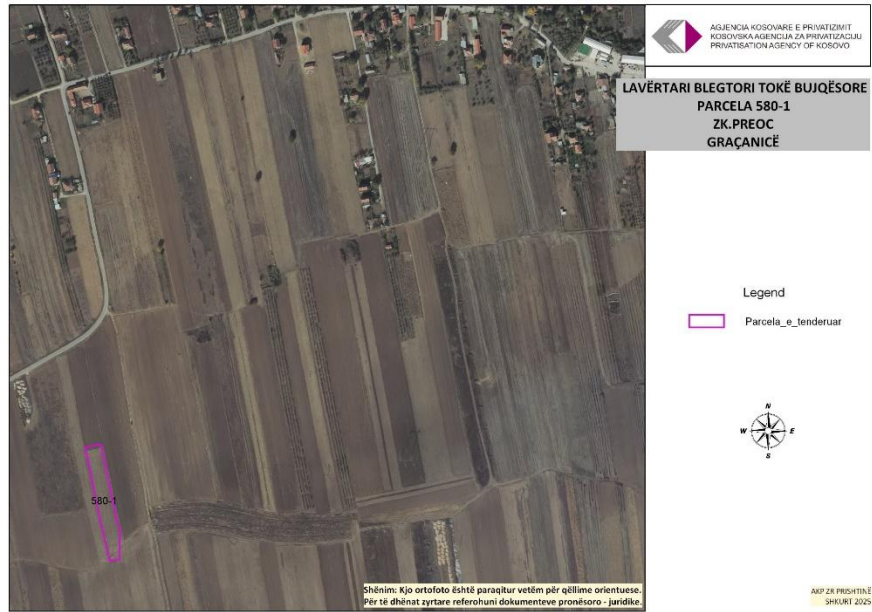 AGJENCIA KOSOVARE E PRIVATIZIMIT
KOSOVSKA AGENCIJA ZA PRIVATIZACIJU
PRIVATISATION AGENCY OF KOSOVO
LAVËRTARI BLEGTORI TOKË BUJQËSORE
PARCELA 580-1
ZK.PREOC
GRAÇANICË
Legend
Parcela_e_tenderuar
N
W E
S
580-1
Shënim: Kjo ortofoto është paraqitur vetëm për qëllime orientuese.
Për të dhënat zyrtare referohuni dokumenteve pronësoro - juridike.
AKP ZR PRISHTINË
SHKURT 2025